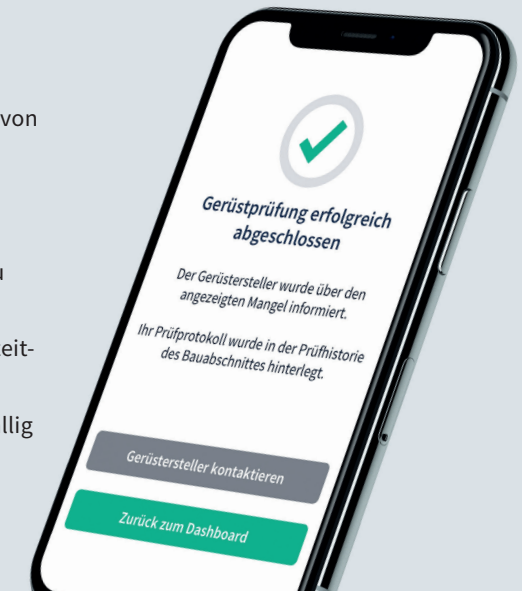 von
eit-
llig
Gerüstprüfung erfolgreich
abgeschlossen
Der Gerüstersteller wurde über den
angezeigten Mangel informiert.
Ihr Prüfprotokoll wurde in der Prüfhistorie
des Bauabschnittes hinterlegt.
Gerüstersteller kontaktieren
Zurück zum Dashboard